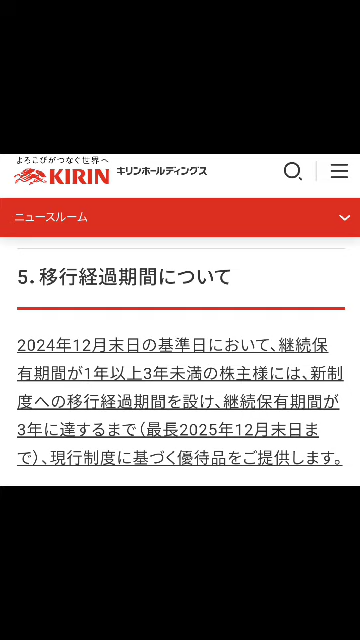 よろこびがつなぐ世界へ
KIRIN キリンホールディングス
ニュースルーム
5. 移行経過期間について
2024年12月末日の基準日において、継続保
有期間が1年以上3年未満の株主様には、新制
度への移行経過期間を設け、継続保有期間が
3年に達するまで（最長2025年12月末日ま
で）、現行制度に基づく優待品をご提供します。